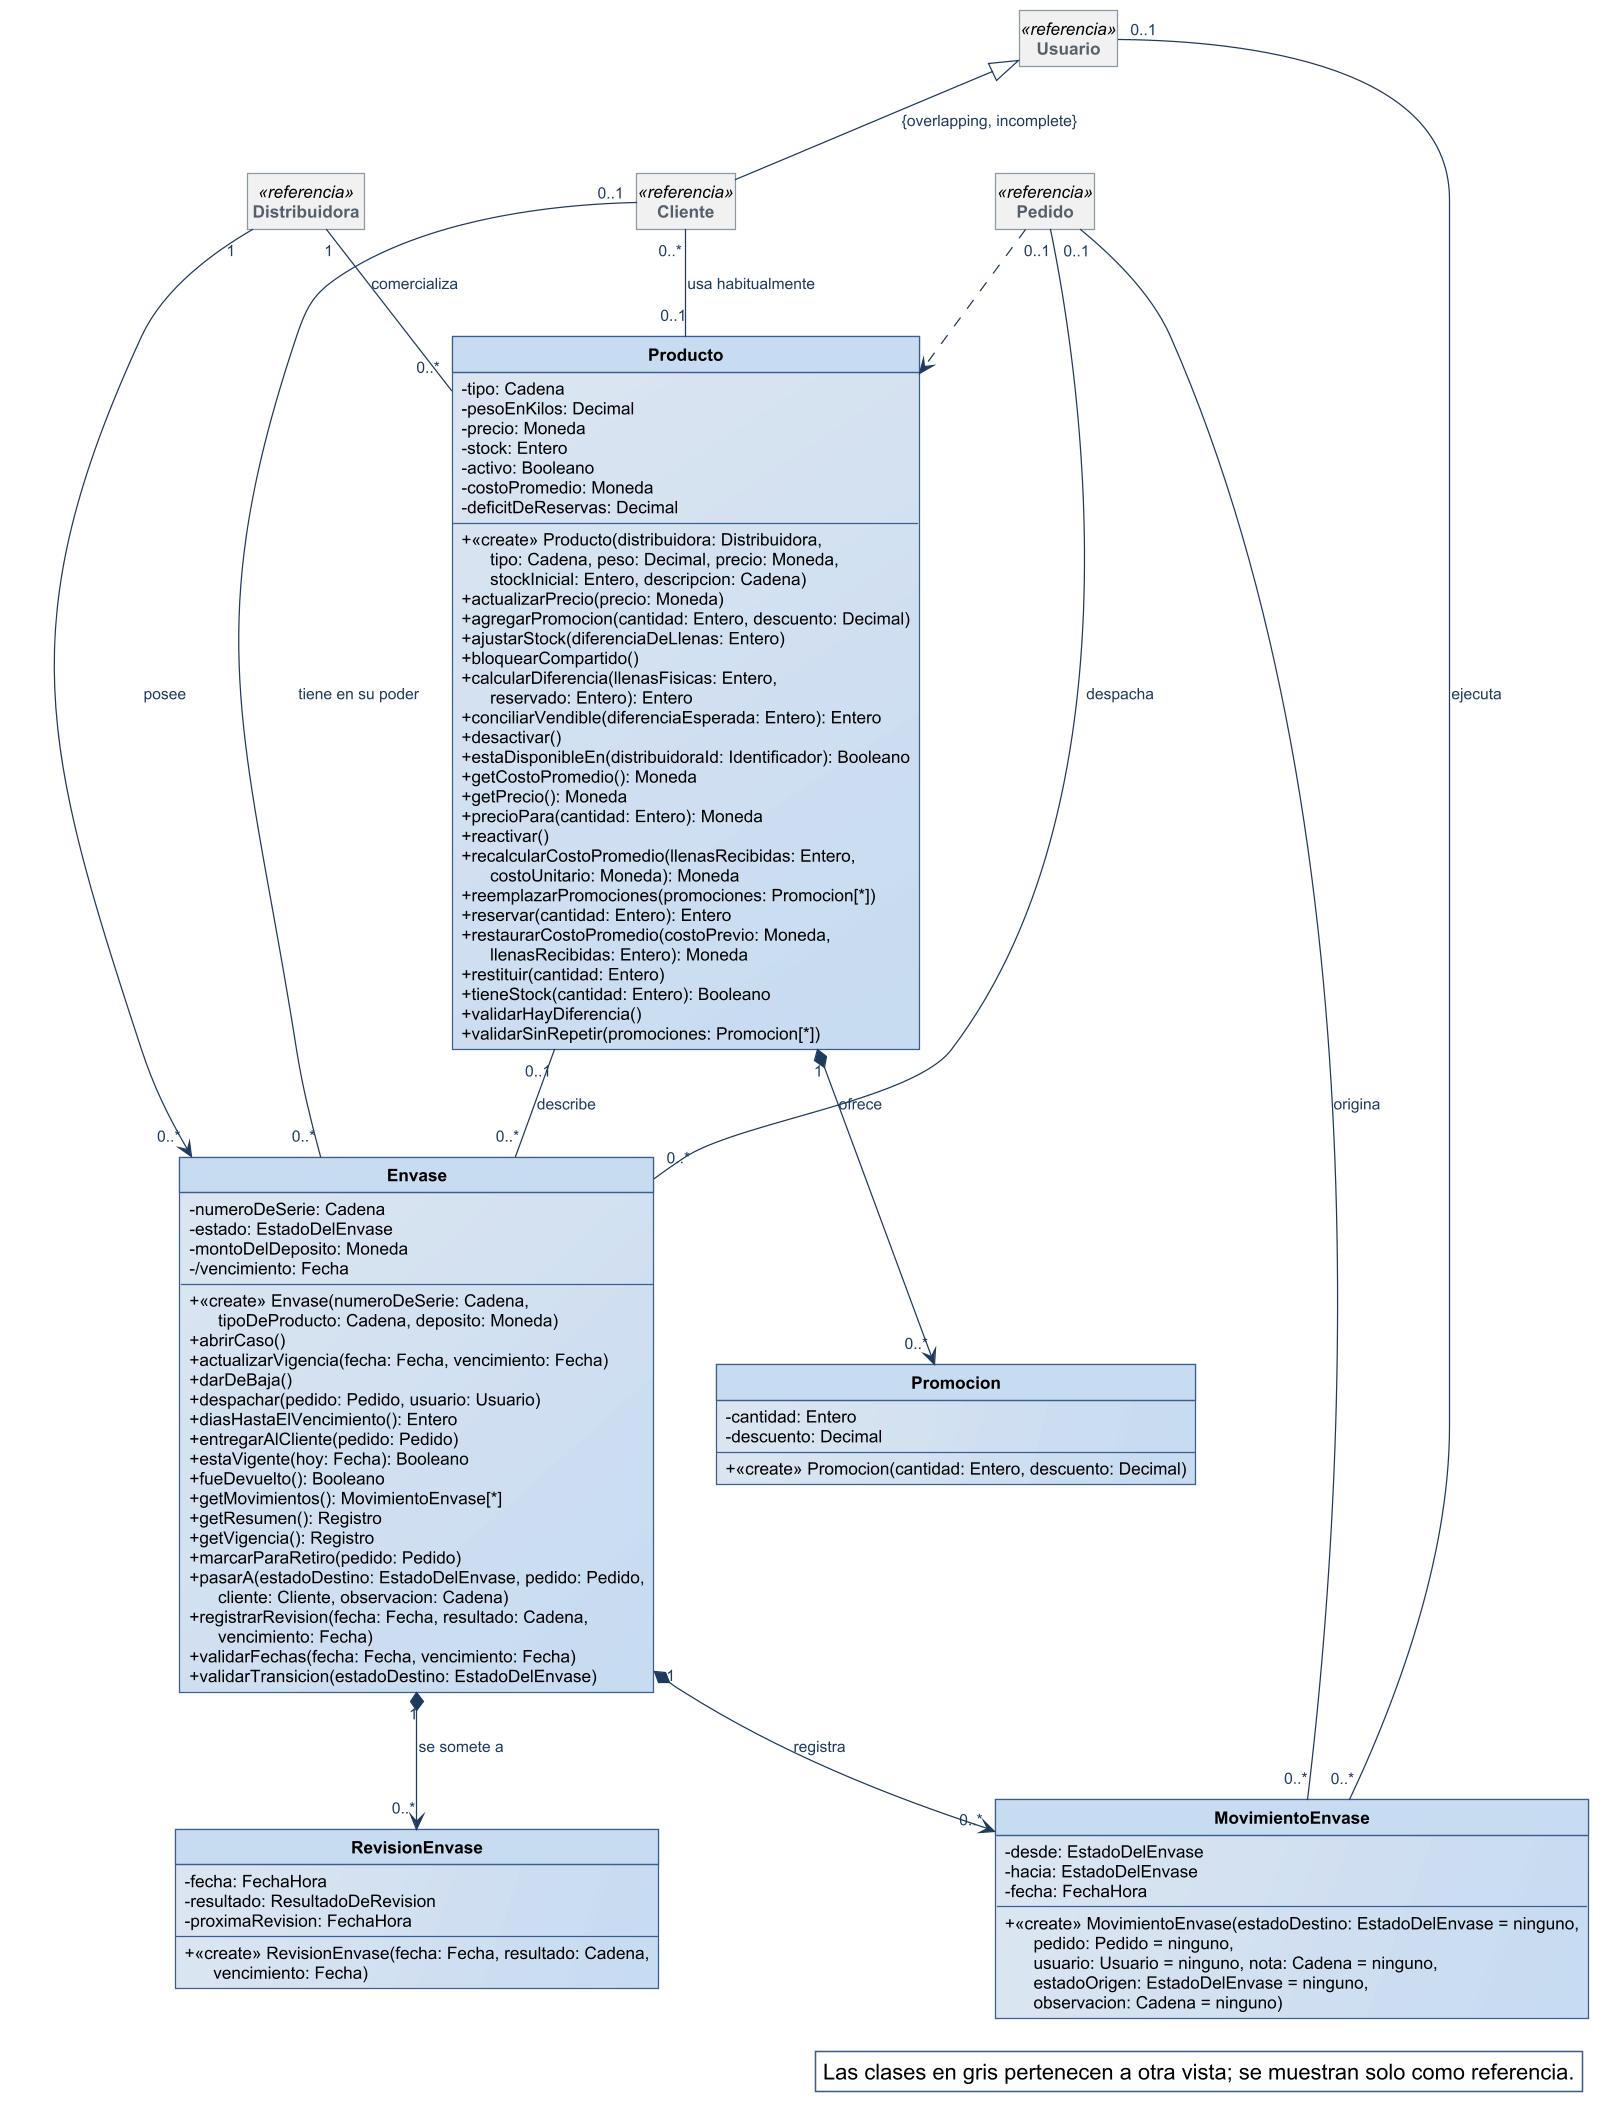 «referencia»
Usuario
0..1
{overlapping, incomplete}
«referencia»
Distribuidora
0..1
«referencia»
Cliente
«referencia»
Pedido
1
1
0..*
0..1
0..1
comercializa
usa habitualmente
0..1
0..*
Producto
-tipo: Cadena
-pesoEnKilos: Decimal
-precio: Moneda
-stock: Entero
-activo: Booleano
-costoPromedio: Moneda
-deficitDeReservas: Decimal
+«create» Producto(distribuidora: Distribuidora,
tipo: Cadena, peso: Decimal, precio: Moneda,
stockInicial: Entero, descripcion: Cadena)
+actualizarPrecio(precio: Moneda)
+agregarPromocion(cantidad: Entero, descuento: Decimal)
+ajustarStock(diferenciaDeLlenas: Entero)
+bloquearCompartido()
+calcularDiferencia(llenasFisicas: Entero,
reservado: Entero): Entero
+conciliarVendible(diferenciaEsperada: Entero): Entero
+desactivar()
+estaDisponibleEn(distribuidoraId: Identificador): Booleano
+getCostoPromedio(): Moneda
+getPrecio(): Moneda
+precioPara(cantidad: Entero): Moneda
+reactivar()
+recalcularCostoPromedio(llenasRecibidas: Entero,
costoUnitario: Moneda): Moneda
+reemplazarPromociones(promociones: Promocion[*])
+reservar(cantidad: Entero): Entero
+restaurarCostoPromedio(costoPrevio: Moneda,
llenasRecibidas: Entero): Moneda
+restituir(cantidad: Entero)
+tieneStock(cantidad: Entero): Booleano
+validarHayDiferencia()
+validarSinRepetir(promociones: Promocion[*])
posee
tiene en su poder
despacha
ejecuta
0..1
1
describe
ofrece
origina
0..*
0..*
0..*
0..*
Envase
-numeroDeSerie: Cadena
-estado: EstadoDelEnvase
-montoDelDeposito: Moneda
-/vencimiento: Fecha
+«create» Envase(numeroDeSerie: Cadena,
tipoDeProducto: Cadena, deposito: Moneda)
+abrirCaso()
+actualizarVigencia(fecha: Fecha, vencimiento: Fecha)
+darDeBaja()
+despachar(pedido: Pedido, usuario: Usuario)
+diasHastaElVencimiento(): Entero
+entregarAlCliente(pedido: Pedido)
+estaVigente(hoy: Fecha): Booleano
+fueDevuelto(): Booleano
+getMovimientos(): MovimientoEnvase[*]
+getResumen(): Registro
+getVigencia(): Registro
+marcarParaRetiro(pedido: Pedido)
+pasarA(estadoDestino: EstadoDelEnvase, pedido: Pedido,
cliente: Cliente, observacion: Cadena)
+registrarRevision(fecha: Fecha, resultado: Cadena,
vencimiento: Fecha)
+validarFechas(fecha: Fecha, vencimiento: Fecha)
+validarTransicion(estadoDestino: EstadoDelEnvase)
0..*
Promocion
-cantidad: Entero
-descuento: Decimal
+«create» Promocion(cantidad: Entero, descuento: Decimal)
1
1
se somete a
registra
0..*
0..*
0..*
0..*
RevisionEnvase
-fecha: FechaHora
-resultado: ResultadoDeRevision
-proximaRevision: FechaHora
+«create» RevisionEnvase(fecha: Fecha, resultado: Cadena,
vencimiento: Fecha)
MovimientoEnvase
-desde: EstadoDelEnvase
-hacia: EstadoDelEnvase
-fecha: FechaHora
+«create» MovimientoEnvase(estadoDestino: EstadoDelEnvase = ninguno,
pedido: Pedido = ninguno,
usuario: Usuario = ninguno, nota: Cadena = ninguno,
estadoOrigen: EstadoDelEnvase = ninguno,
observacion: Cadena = ninguno)
Las clases en gris pertenecen a otra vista; se muestran solo como referencia.